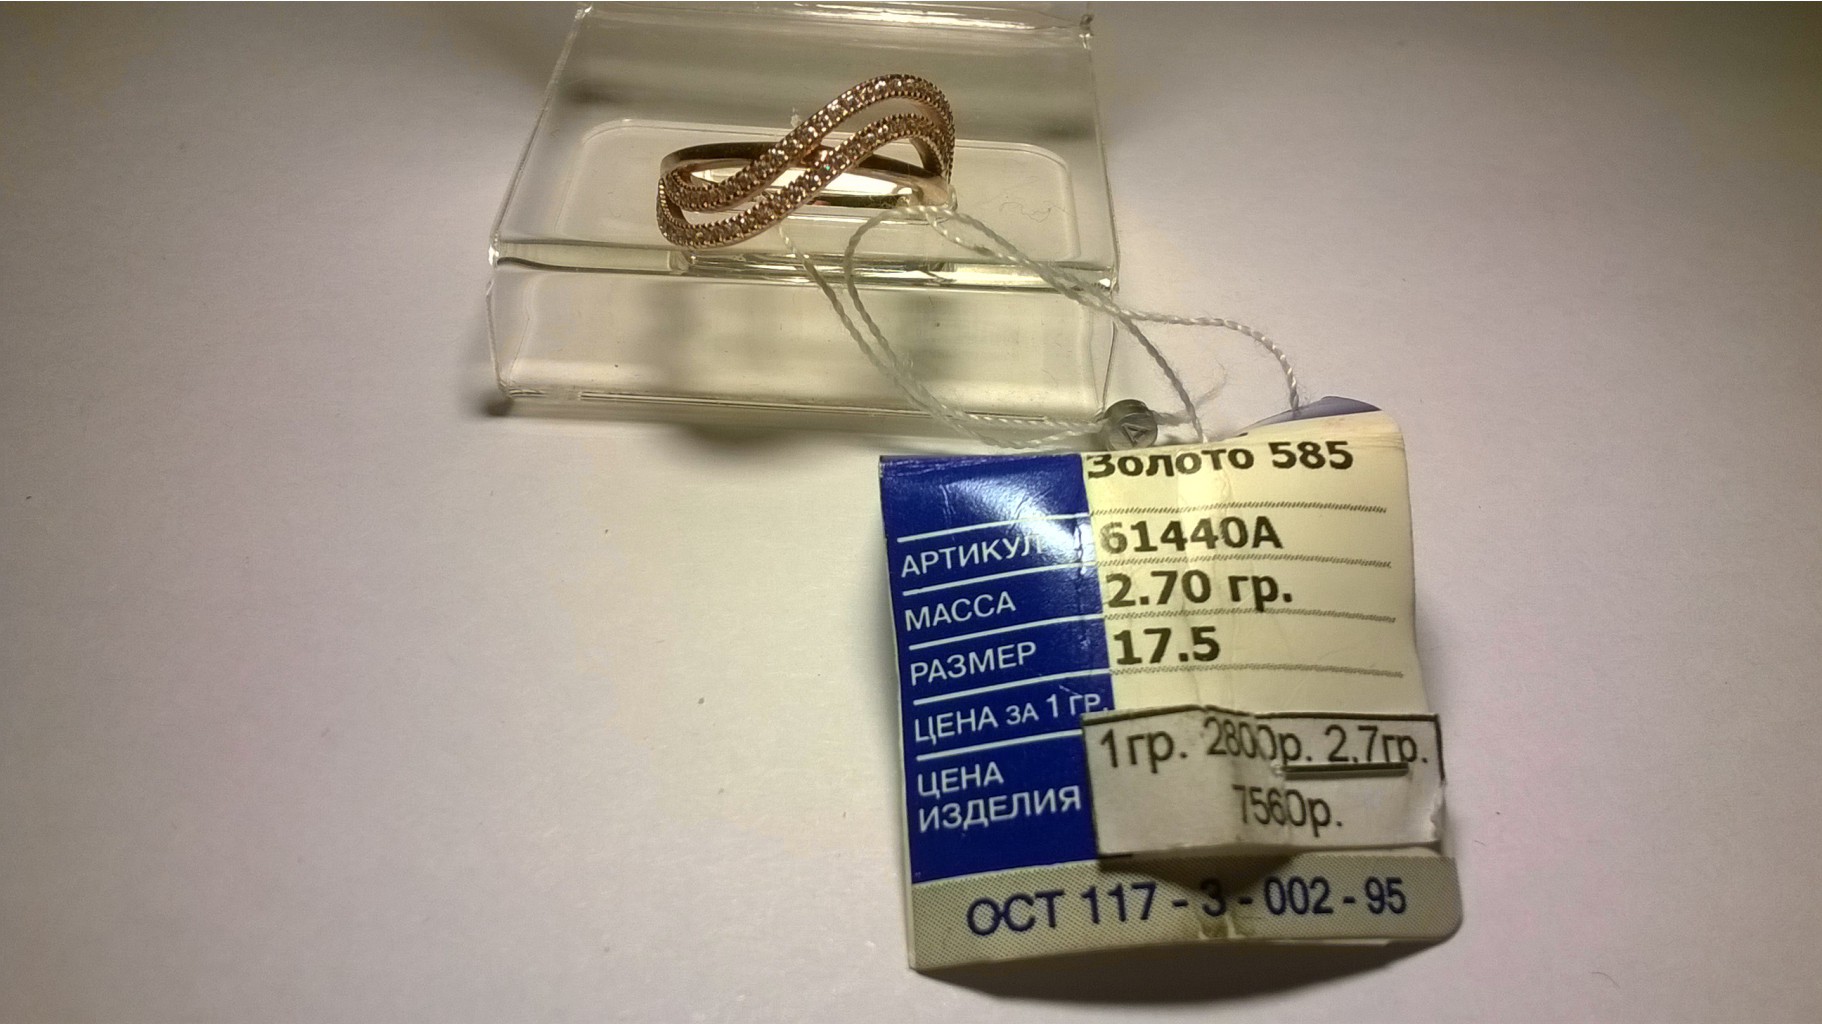 Золото 585
АРТИКУЛ 61440А
МАССА 2.70 гр.
РАЗМЕР 17.5
ЦЕНА ЗА 1 ГР. 1гр. 2800р. 2,7гр.
ЦЕНА
ИЗДЕЛИЯ 7560р.
ОСТ 117 - 3 - 002 - 95